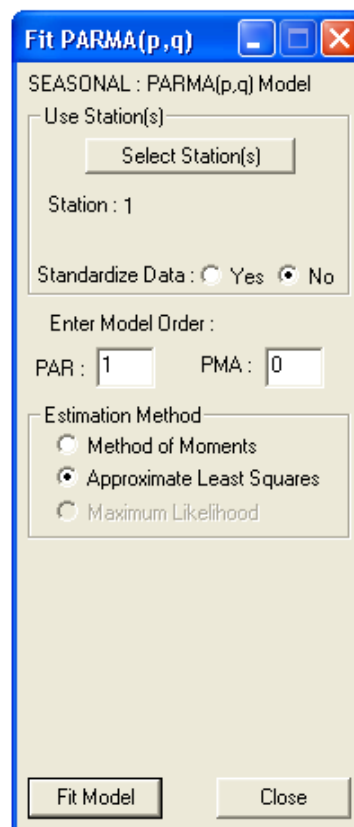 Fit PARMA(p,q)
SEASONAL : PARMA(p,q) Model
Use Station(s)
Select Station(s)
Station : 1
Standardize Data : Yes No
Enter Model Order :
PAR : 1 PMA : 0
Estimation Method
Method of Moments
Approximate Least Squares
Maximum Likelihood
Fit Model Close